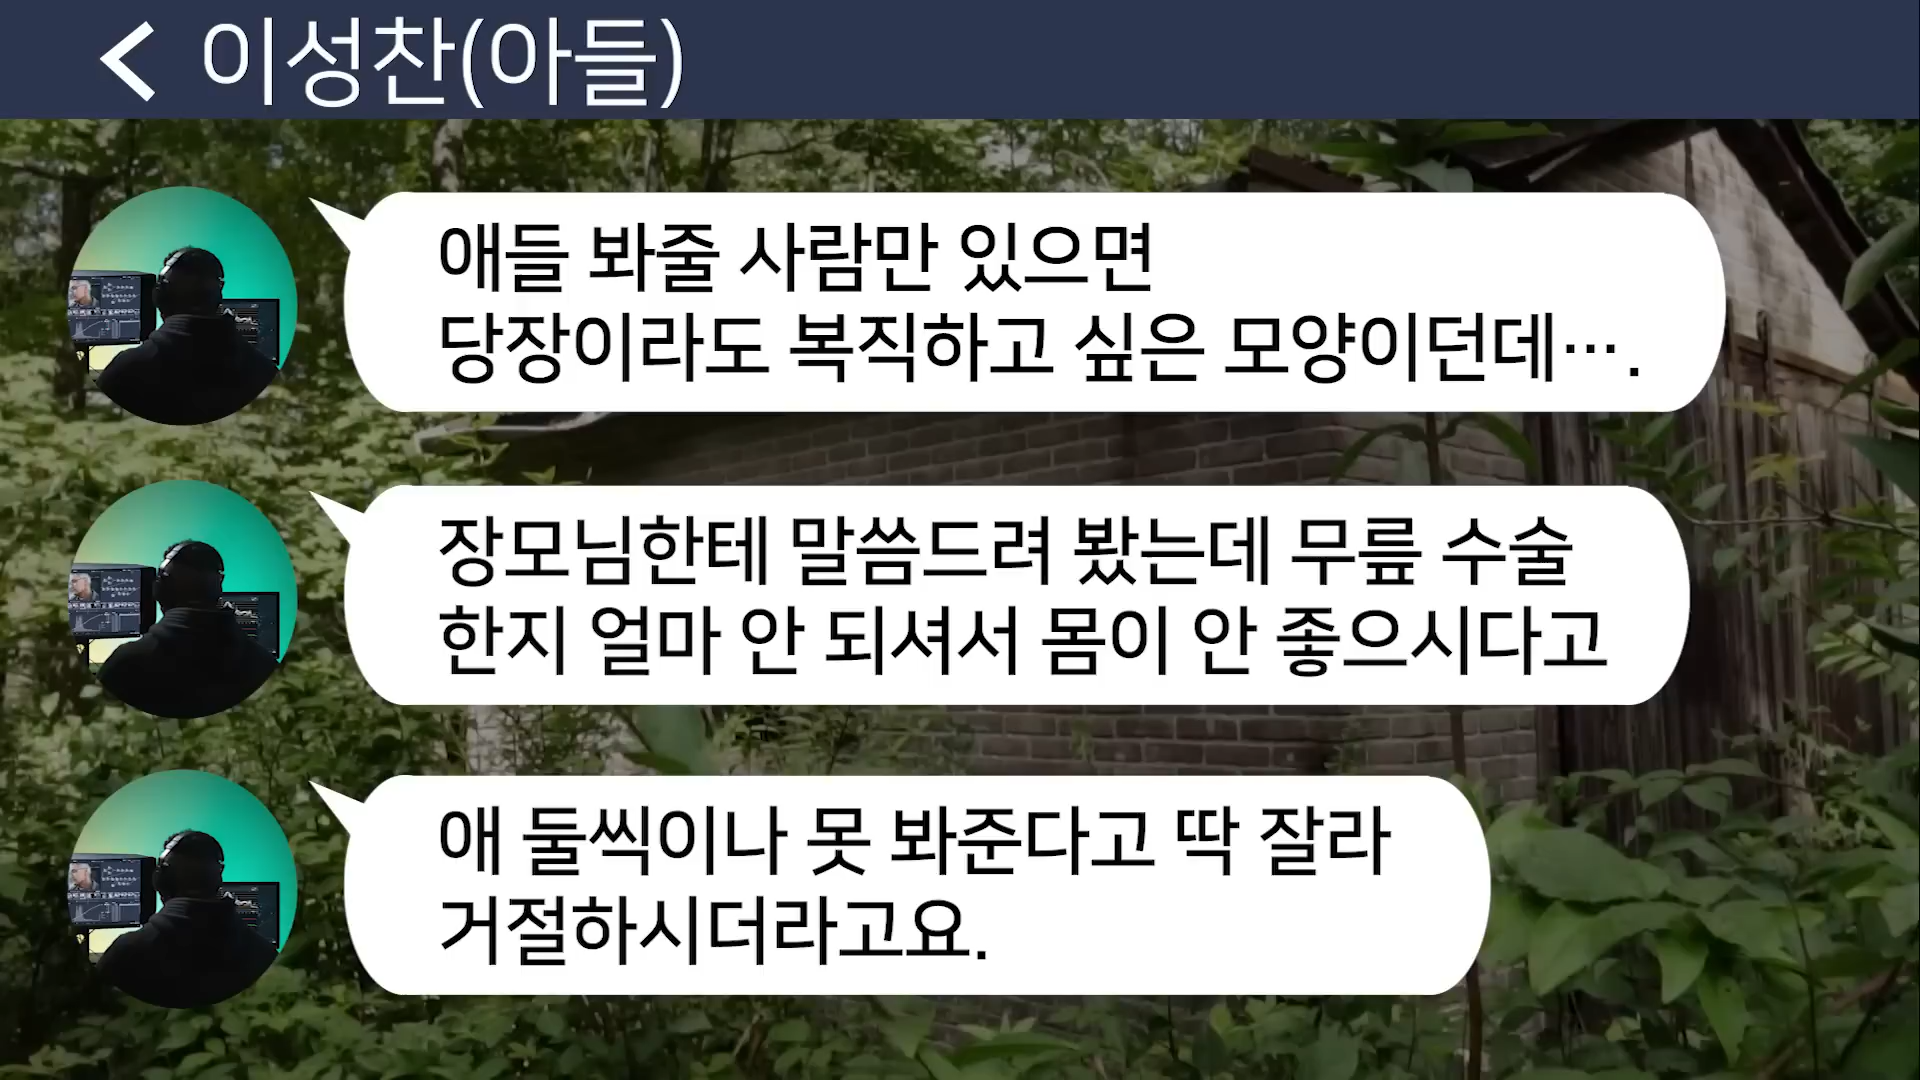 이성찬(아들)
애들 봐줄 사람만 있으면
당장이라도 복직하고 싶은 모양이던데….
장모님한테 말씀드려 봤는데 무릎 수술
한지 얼마 안 되셔서 몸이 안 좋으시다고
애 둘씩이나 못 봐준다고 딱 잘라
거절하시더라고요.